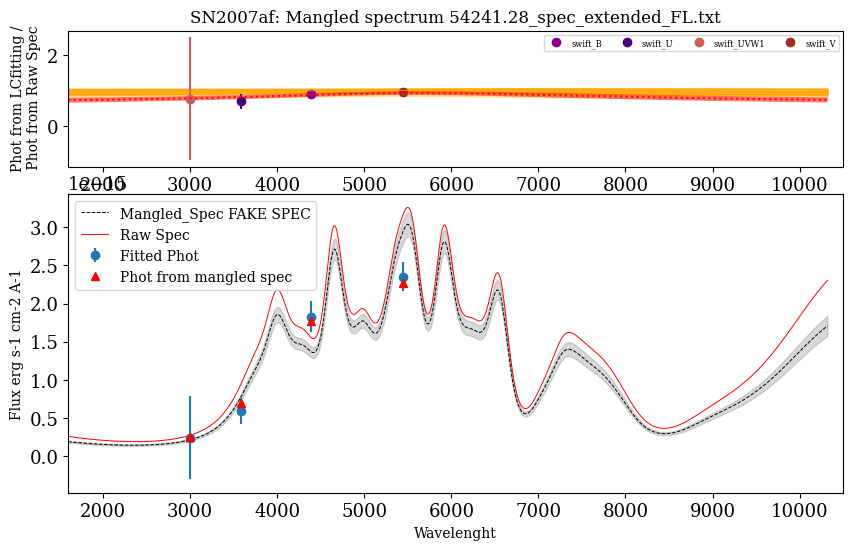 SN2007af: Mangled spectrum 54241.28_spec_extended_FL.txt
Phot from LCfitting /
Phot from Raw Spec
swift_B swift_U swift_UVW1 swift_V
2
0
2000 3000 4000 5000 6000 7000 8000 9000 10000
1e−15
Mangled_Spec FAKE SPEC
Raw Spec
Fitted Phot
Phot from mangled spec
Flux erg s-1 cm-2 A-1
3.0
2.5
2.0
1.5
1.0
0.5
0.0
2000 3000 4000 5000 6000 7000 8000 9000 10000
Wavelenght